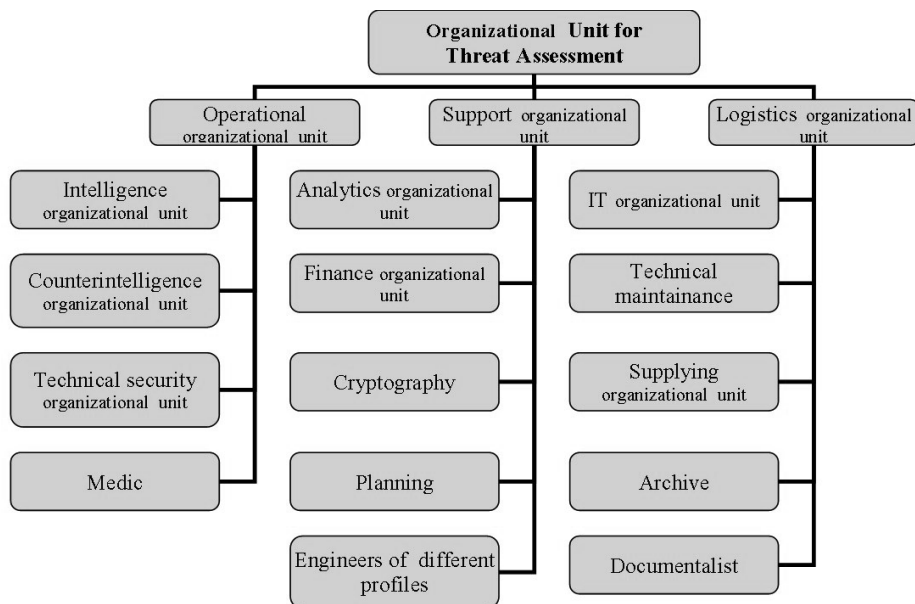 Organizational Unit for
Threat Assessment
Operational
organizational unit
Support organizational
unit
Logistics organizational
unit
Intelligence
organizational unit
Analytics organizational
unit
IT organizational unit
Counterintelligence
organizational unit
Finance organizational
unit
Technical
maintainance
Technical security
organizational unit
Cryptography
Supplying
organizational unit
Medic
Planning
Archive
Engineers of different
profiles
Documentalist